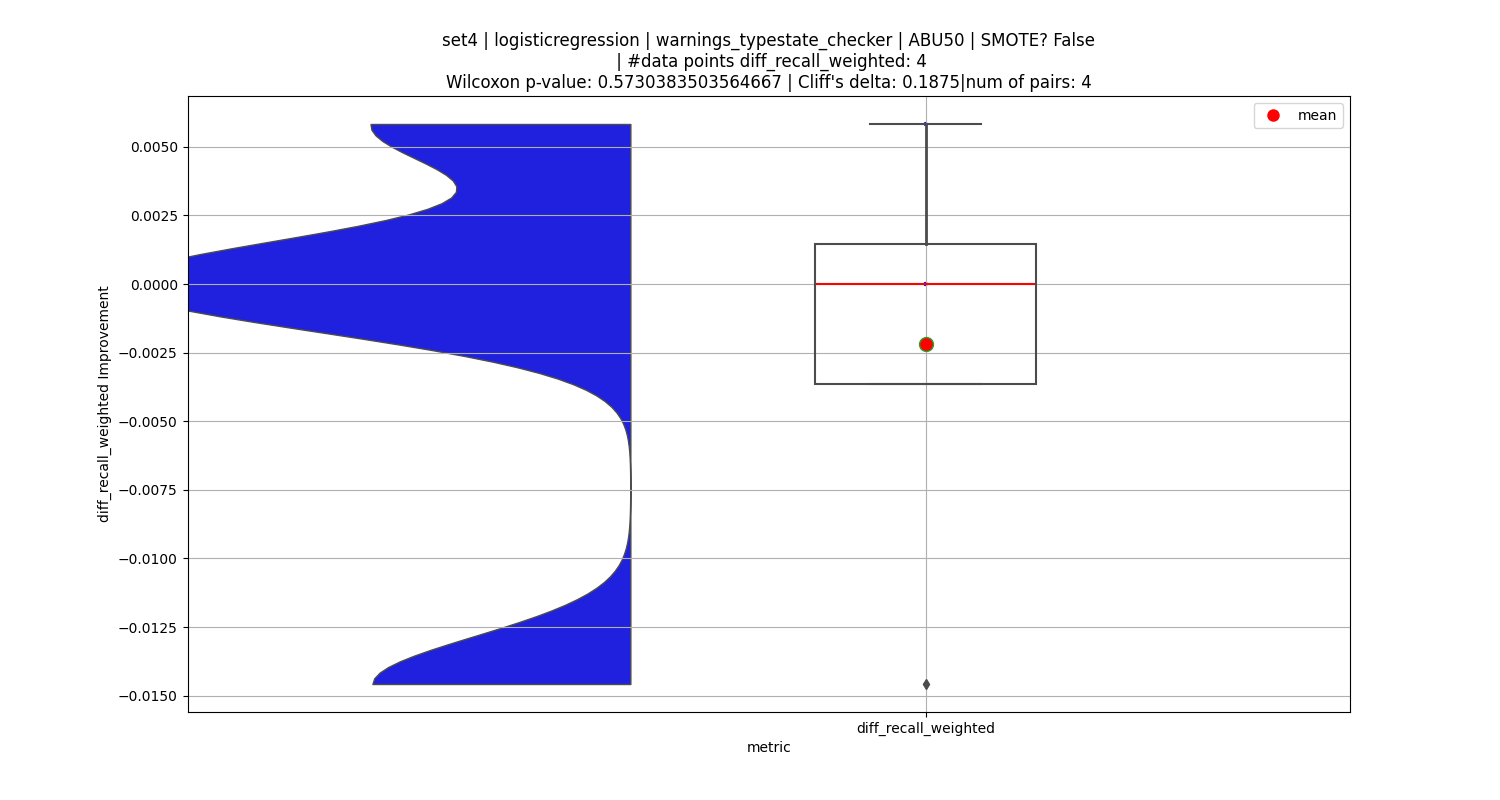 set4 | logisticregression | warnings_typestate_checker | ABU50 | SMOTE? False
| #data points diff_recall_weighted: 4
Wilcoxon p-value: 0.5730383503564667 | Cliff's delta: 0.1875|num of pairs: 4
mean
0.0050
0.0025
0.0000
−0.0025
−0.0050
−0.0075
−0.0100
−0.0125
−0.0150
diff_recall_weighted Improvement
diff_recall_weighted
metric